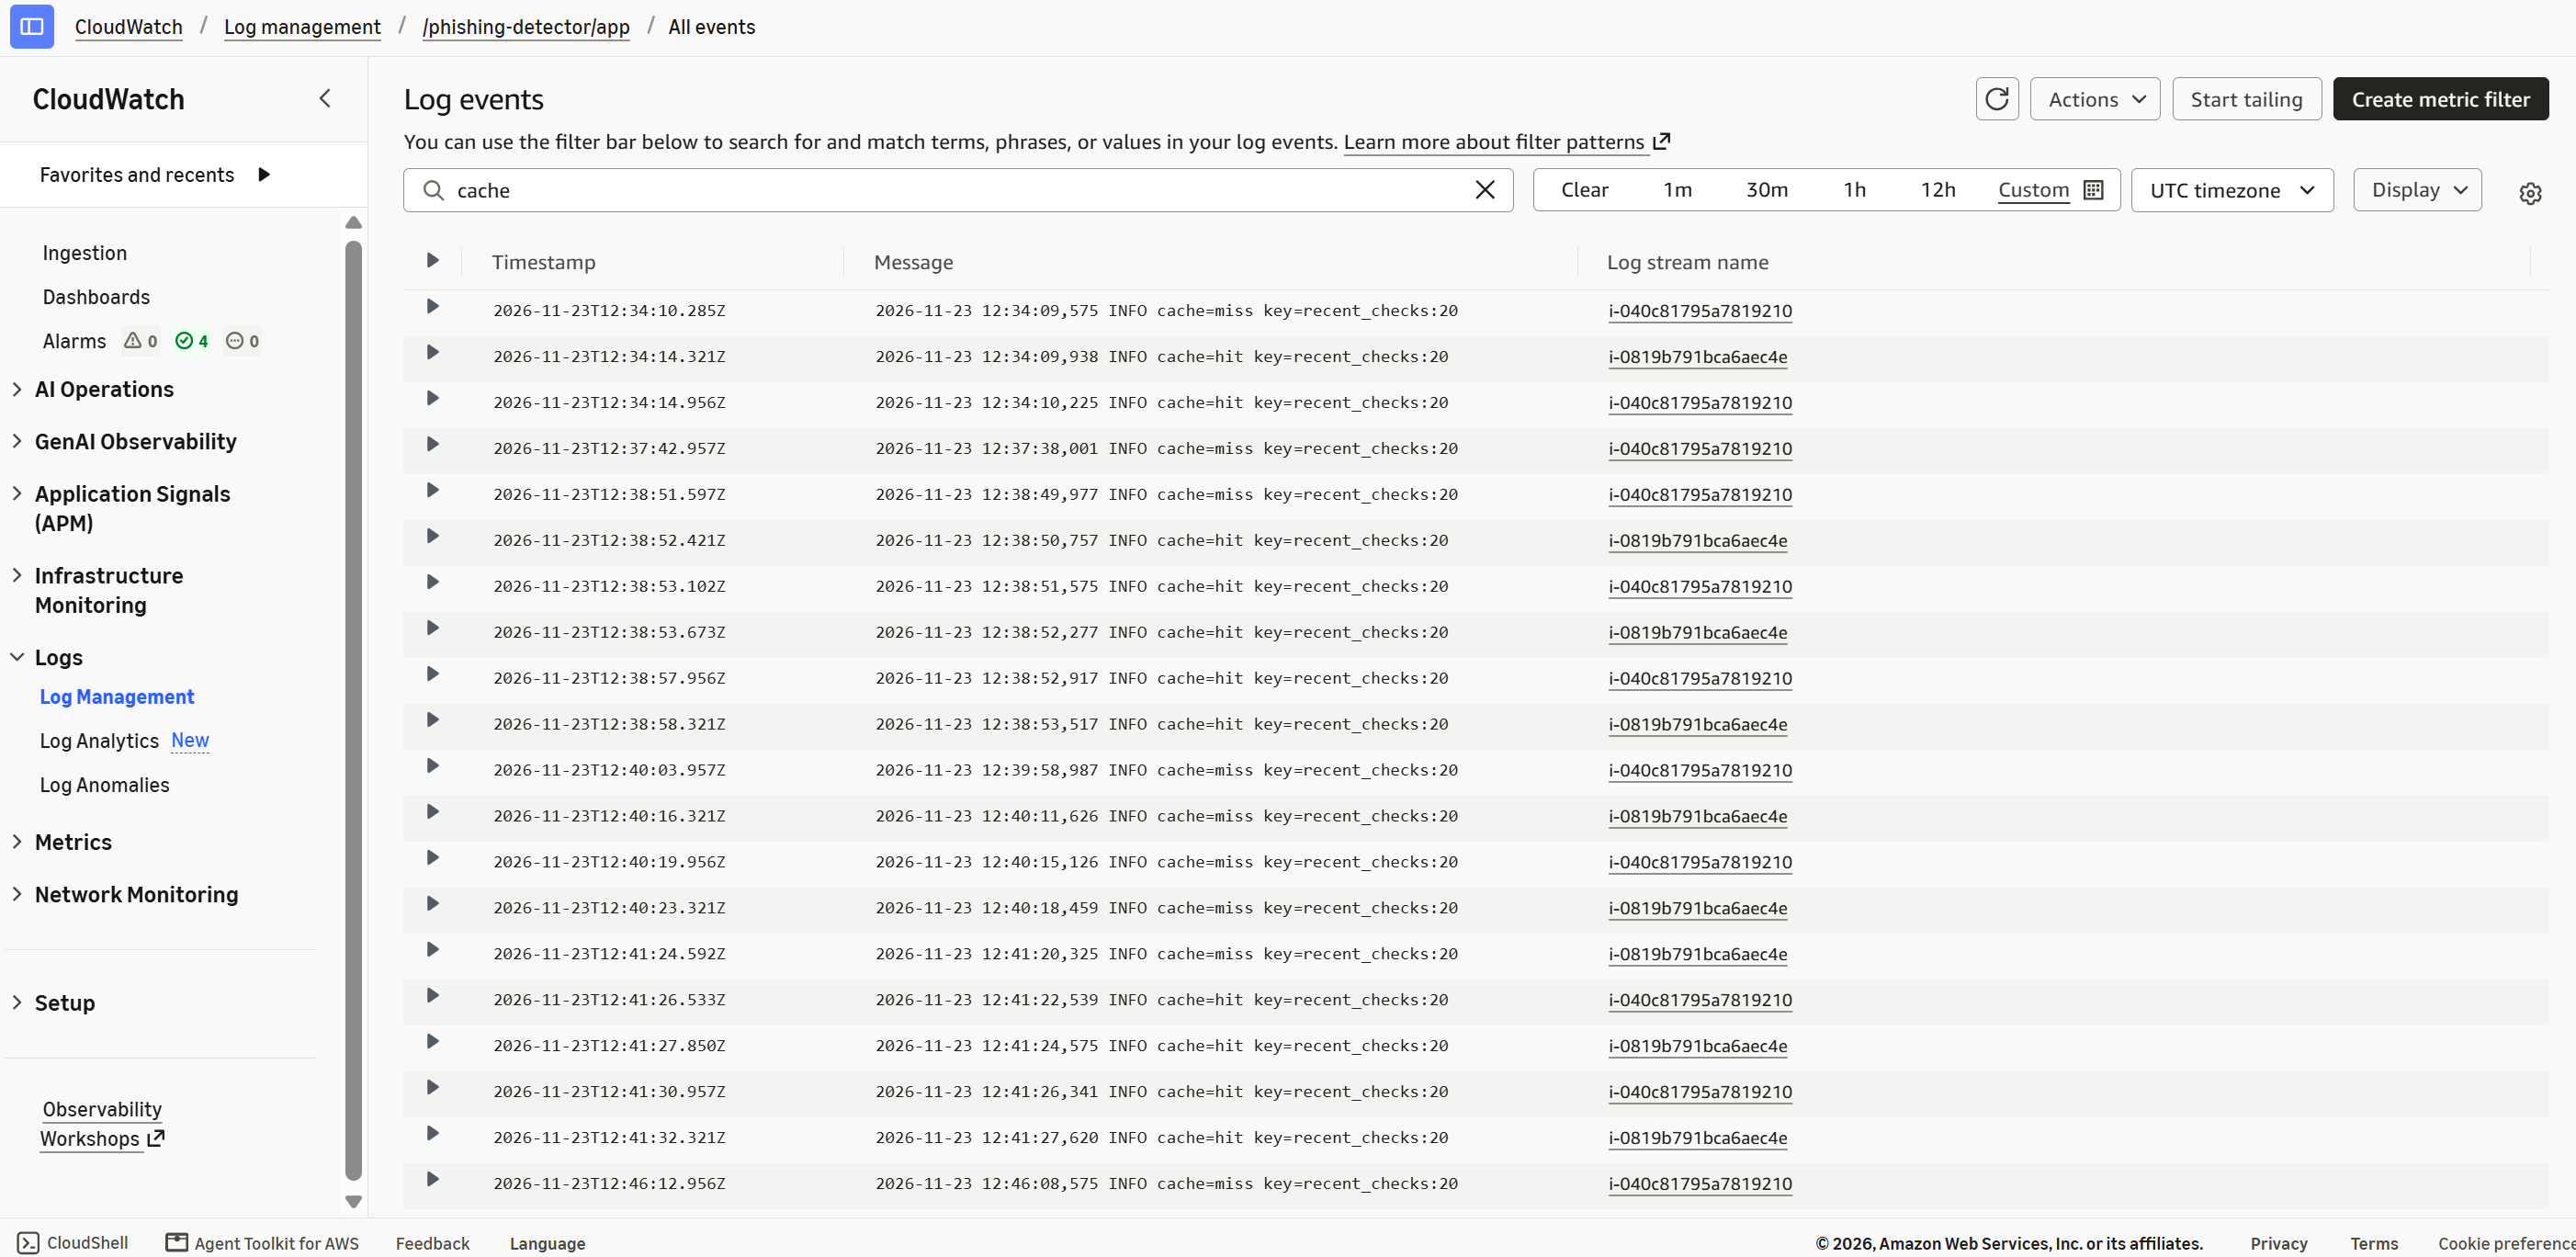 CloudWatch / Log management / /phishing-detector/app / All events
CloudWatch
Favorites and recents
Ingestion
Dashboards
Alarms 0 4 0
AI Operations
GenAI Observability
Application Signals
(APM)
Infrastructure
Monitoring
Logs
Log Management
Log Analytics New
Log Anomalies
Metrics
Network Monitoring
Setup
Observability
Workshops
Log events
Actions
Start tailing
Create metric filter
You can use the filter bar below to search for and match terms, phrases, or values in your log events. Learn more about filter patterns
cache
Clear 1m 30m 1h 12h Custom
UTC timezone
Display
Timestamp Message Log stream name
2026-11-23T12:34:10.285Z 2026-11-23 12:34:09,575 INFO cache=miss key=recent_checks:20 i-040c81795a7819210
2026-11-23T12:34:14.321Z 2026-11-23 12:34:09,938 INFO cache=hit key=recent_checks:20 i-0819b791bca6aec4e
2026-11-23T12:34:14.956Z 2026-11-23 12:34:10,225 INFO cache=hit key=recent_checks:20 i-040c81795a7819210
2026-11-23T12:37:42.957Z 2026-11-23 12:37:38,001 INFO cache=miss key=recent_checks:20 i-040c81795a7819210
2026-11-23T12:38:51.597Z 2026-11-23 12:38:49,977 INFO cache=miss key=recent_checks:20 i-040c81795a7819210
2026-11-23T12:38:52.421Z 2026-11-23 12:38:50,757 INFO cache=hit key=recent_checks:20 i-0819b791bca6aec4e
2026-11-23T12:38:53.102Z 2026-11-23 12:38:51,575 INFO cache=hit key=recent_checks:20 i-040c81795a7819210
2026-11-23T12:38:53.673Z 2026-11-23 12:38:52,277 INFO cache=hit key=recent_checks:20 i-0819b791bca6aec4e
2026-11-23T12:38:57.956Z 2026-11-23 12:38:52,917 INFO cache=hit key=recent_checks:20 i-040c81795a7819210
2026-11-23T12:38:58.321Z 2026-11-23 12:38:53,517 INFO cache=hit key=recent_checks:20 i-0819b791bca6aec4e
2026-11-23T12:40:03.957Z 2026-11-23 12:39:58,987 INFO cache=miss key=recent_checks:20 i-040c81795a7819210
2026-11-23T12:40:16.321Z 2026-11-23 12:40:11,626 INFO cache=miss key=recent_checks:20 i-0819b791bca6aec4e
2026-11-23T12:40:19.956Z 2026-11-23 12:40:15,126 INFO cache=miss key=recent_checks:20 i-040c81795a7819210
2026-11-23T12:40:23.321Z 2026-11-23 12:40:18,459 INFO cache=miss key=recent_checks:20 i-0819b791bca6aec4e
2026-11-23T12:41:24.592Z 2026-11-23 12:41:20,325 INFO cache=miss key=recent_checks:20 i-0819b791bca6aec4e
2026-11-23T12:41:26.533Z 2026-11-23 12:41:22,539 INFO cache=hit key=recent_checks:20 i-040c81795a7819210
2026-11-23T12:41:27.850Z 2026-11-23 12:41:24,575 INFO cache=hit key=recent_checks:20 i-0819b791bca6aec4e
2026-11-23T12:41:30.957Z 2026-11-23 12:41:26,341 INFO cache=hit key=recent_checks:20 i-040c81795a7819210
2026-11-23T12:41:32.321Z 2026-11-23 12:41:27,620 INFO cache=hit key=recent_checks:20 i-0819b791bca6aec4e
2026-11-23T12:46:12.956Z 2026-11-23 12:46:08,575 INFO cache=miss key=recent_checks:20 i-040c81795a7819210
CloudShell Agent Toolkit for AWS Feedback Language © 2026, Amazon Web Services, Inc. or its affiliates. Privacy Terms Cookie preferenc